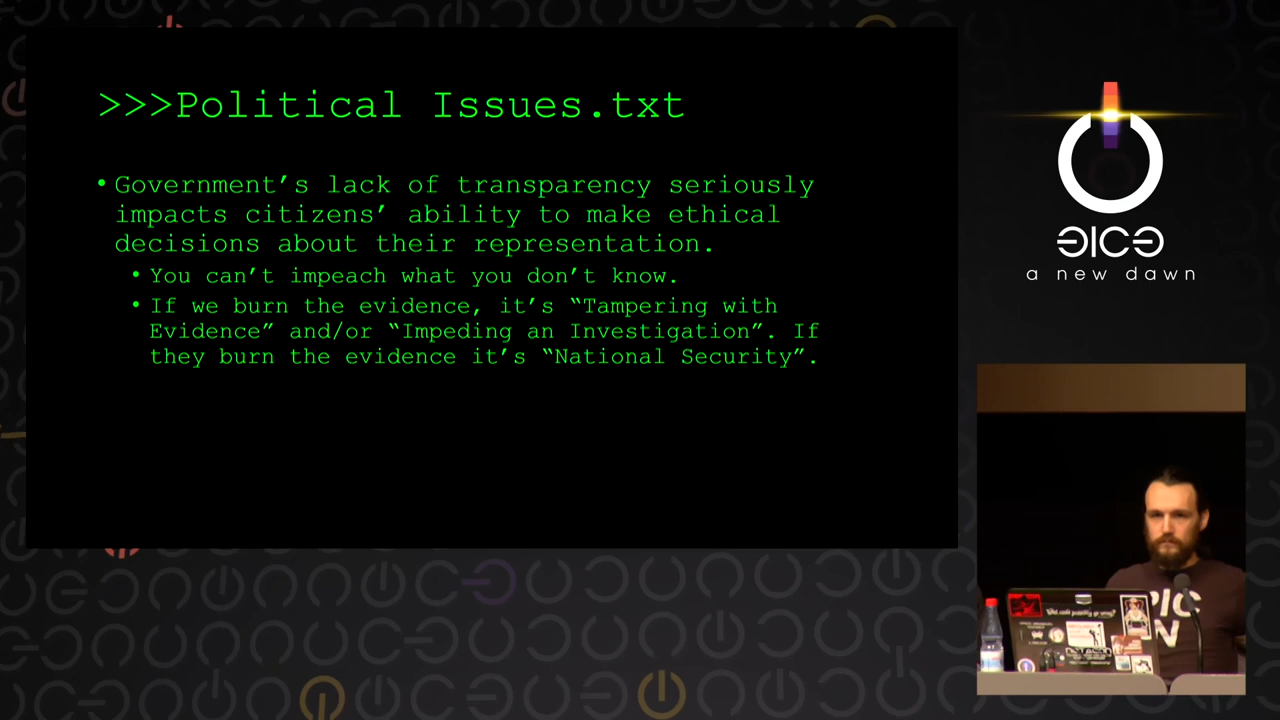 >>>Political Issues.txt
• Government’s lack of transparency seriously
impacts citizens’ ability to make ethical
decisions about their representation.
• You can’t impeach what you don’t know.
• If we burn the evidence, it’s “Tampering with
Evidence” and/or “Impeding an Investigation”. If
they burn the evidence it’s “National Security”.
a new dawn